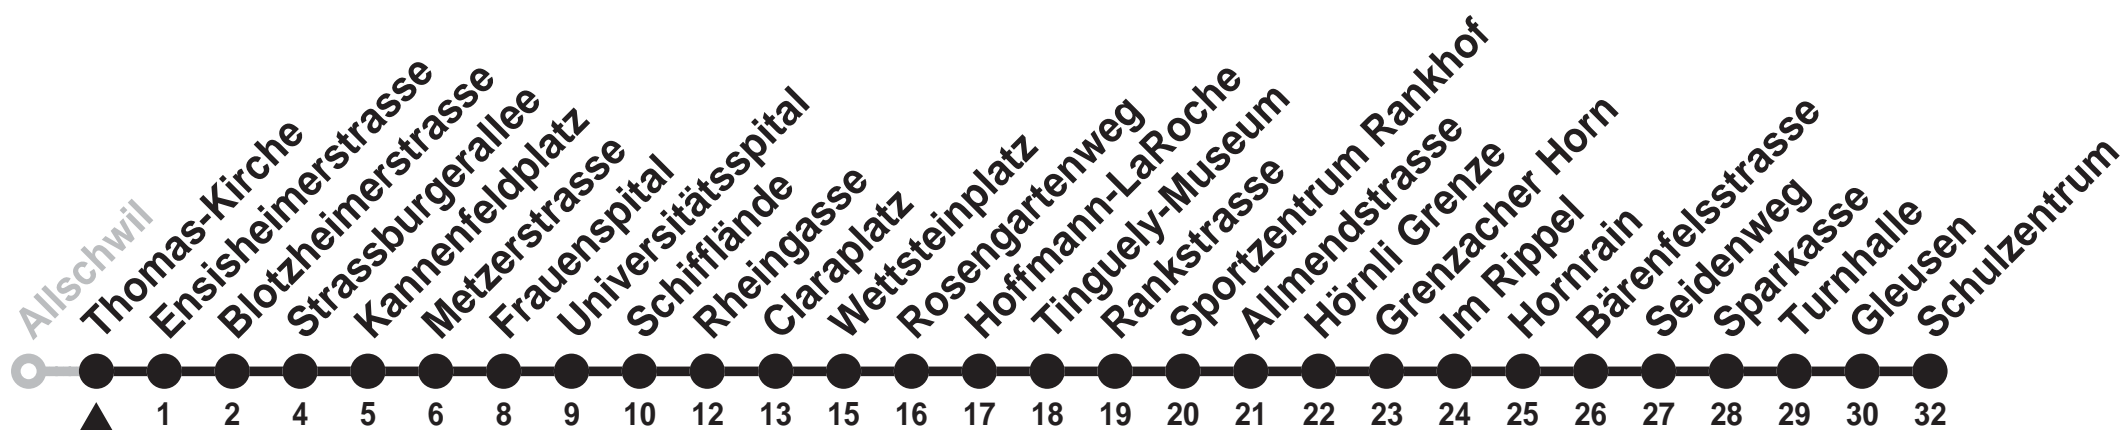 Allschwil
Thomas-Kirche
Ensisheimerstrasse
Blotzheimerstrasse
Strassburgerallee
Kannenfeldplatz
Metzerstrasse
Frauenspital
Universitätsspital
Schifflände
Rheingasse
Claraplatz
Wettsteinplatz
Rosengartenweg
Hoffmann-LaRoche
Tinguely-Museum
Rankstrasse
Sportzentrum Rankhof
Allmendstrasse
Hörnli Grenze
Grenzacher Horn
Im Rippel
Hornrain
Bärenfelsstrasse
Seidenweg
Sparkasse
Turnhalle
Gleusen
Schulzentrum
1 2 4 5 6 8 9 10 12 13 15 16 17 18 19 20 21 22 23 24 25 26 27 28 29 30 32